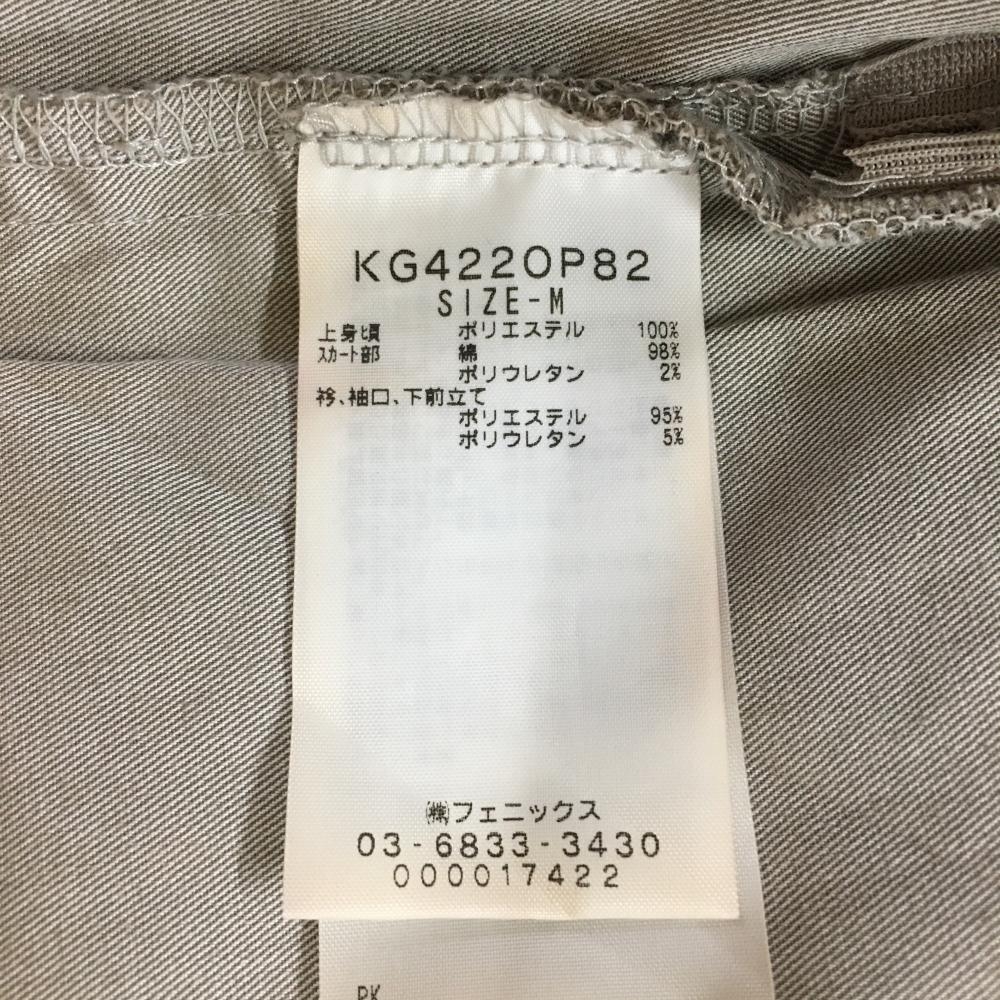 KG422OP82
SIZE-M
上身頃 ポリエステル 100%
スカート部 綿 98%
ポリウレタン 2%
衿、袖口、下前立て
ポリエステル 95%
ポリウレタン 5%
㈱フェニックス
03-6833-3430
000017422
PK